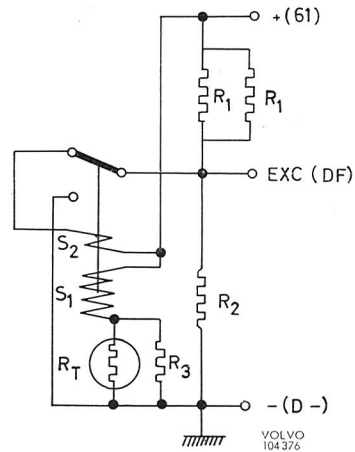 +(61)
R1
R1
EXC (DF)
S2
S1
R2
RT
R3
-(D-)
VOLVO
104376